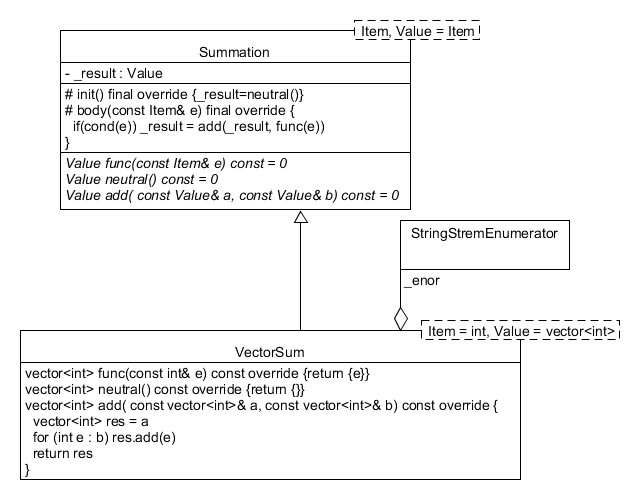 Item, Value = Item
Summation
- _result : Value
# init() final override {_result=neutral()}
# body(const Item& e) final override {
if(cond(e)) _result = add(_result, func(e))
}
Value func(const Item& e) const = 0
Value neutral() const = 0
Value add( const Value& a, const Value& b) const = 0
StringStremEnumerator
_enor
Item = int, Value = vector<int>
VectorSum
vector<int> func(const int& e) const override {return {e}}
vector<int> neutral() const override {return {}}
vector<int> add( const vector<int>& a, const vector<int>& b) const override {
vector<int> res = a
for (int e : b) res.add(e)
return res
}